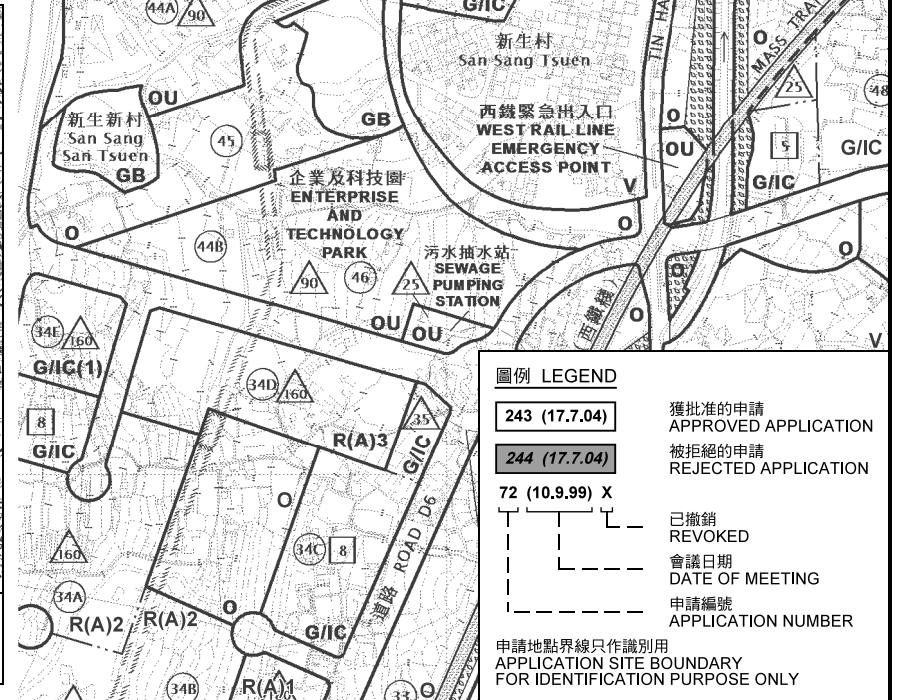 44A
90
G/IC
新生村
San Sang Tsuen
TIN HA
O
MASS TRA
25
48
OU
新生新村
San Sang
San Tsuen
GB
45
GB
西鐵緊急出入口
WEST RAIL LINE
EMERGENCY
ACCESS POINT
O
OU
5
G/IC
G/IC
V
O
O
44B
企業及科技園
ENTERPRISE
AND
TECHNOLOGY
PARK
90
46
25
污水抽水站
SEWAGE
PUMPING
STATION
O
O
西鐵綫
O
V
OU
OU
34E
160
G/IC(1)
8
G/IC
34D
160
35
R(A)3
G/IC
O
34C
8
道路 ROAD D6
160
34A
R(A)2
R(A)2
O
G/IC
34B
R(A)1
33
O
圖例 LEGEND
243 (17.7.04)
獲批准的申請
APPROVED APPLICATION
244 (17.7.04)
被拒絕的申請
REJECTED APPLICATION
72 (10.9.99) X
已撤銷
REVOKED
會議日期
DATE OF MEETING
申請編號
APPLICATION NUMBER
申請地點界線只作識別用
APPLICATION SITE BOUNDARY
FOR IDENTIFICATION PURPOSE ONLY